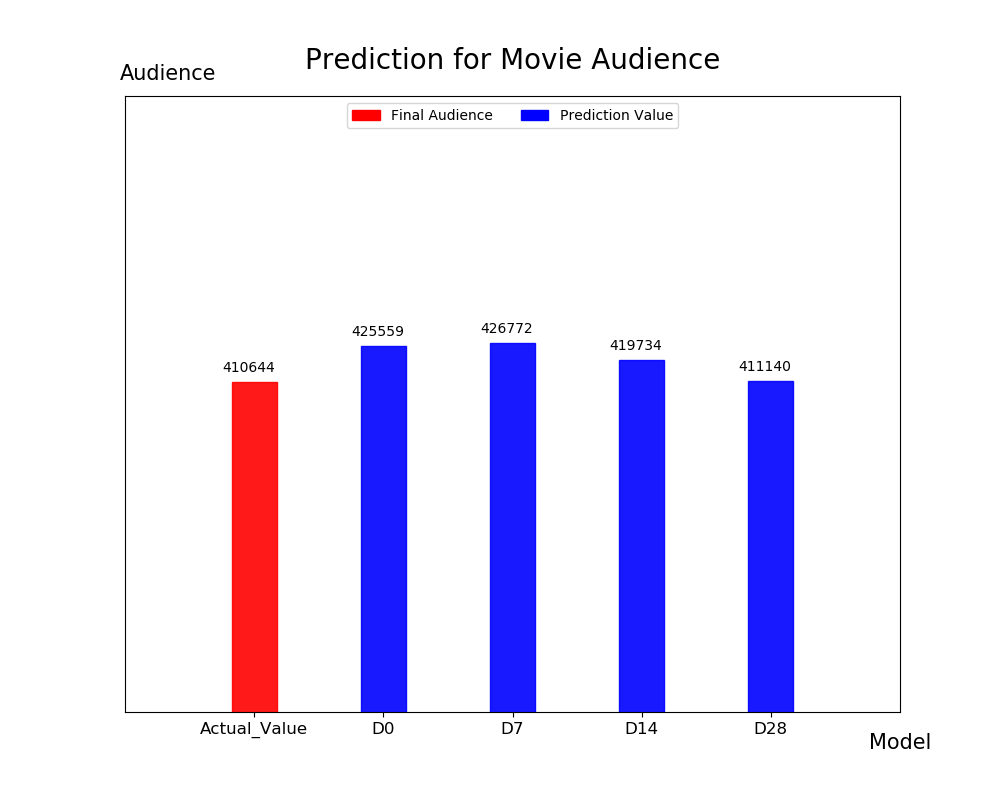 Prediction for Movie Audience
Audience
Final Audience
Prediction Value
410644
425559
426772
419734
411140
Actual_Value
D0
D7
D14
D28
Model